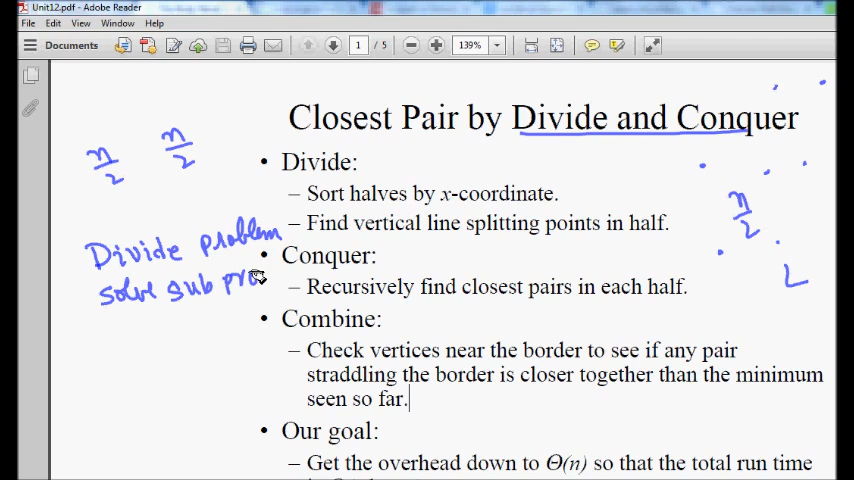 Unit12.pdf - Adobe Reader
File Edit View Window Help
Documents 1 / 5 139%
Closest Pair by Divide and Conquer
• Divide:
– Sort halves by x-coordinate.
– Find vertical line splitting points in half.
• Conquer:
– Recursively find closest pairs in each half.
• Combine:
– Check vertices near the border to see if any pair
straddling the border is closer together than the minimum
seen so far.
• Our goal:
– Get the overhead down to Θ(n) so that the total run time
n/2 n/2
Divide problem
solve sub pro
n/2
L